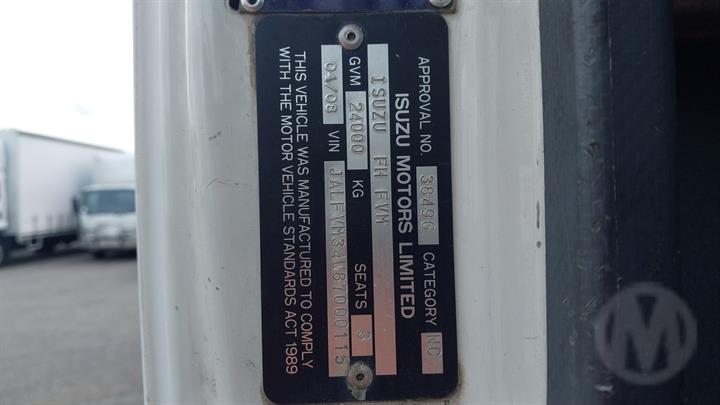 APPROVAL NO. 38496 CATEGORY NC
ISUZU MOTORS LIMITED
ISUZU FH FVM
GVM 24000 KG SEATS 3
04/08 VIN JALFVM34W87000115
THIS VEHICLE WAS MANUFACTURED TO COMPLY
WITH THE MOTOR VEHICLE STANDARDS ACT 1989
M